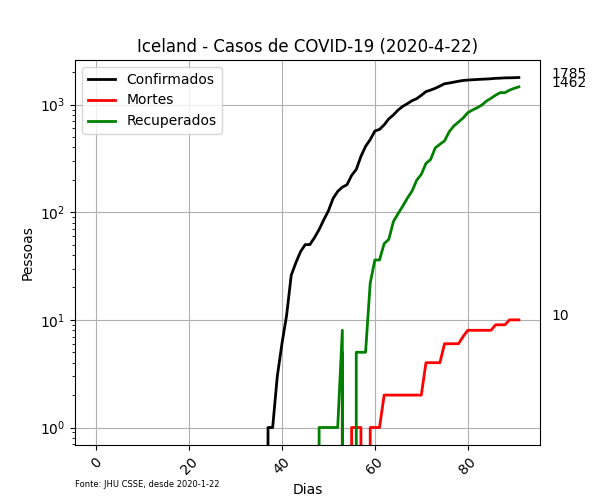 Iceland - Casos de COVID-19 (2020-4-22)
Confirmados
Mortes
Recuperados
1785
1462
10
10³
10²
10¹
10⁰
Pessoas
0
20
40
60
80
Dias
Fonte: JHU CSSE, desde 2020-1-22